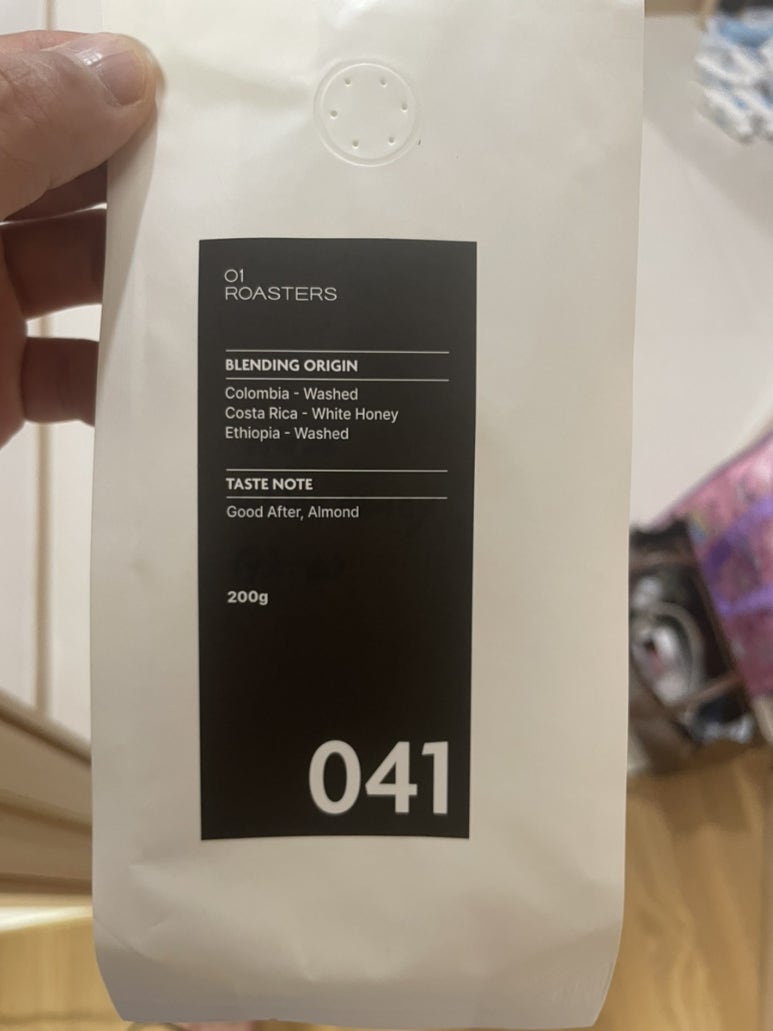 01
ROASTERS
BLENDING ORIGIN
Colombia - Washed
Costa Rica - White Honey
Ethiopia - Washed
TASTE NOTE
Good After, Almond
200g
041